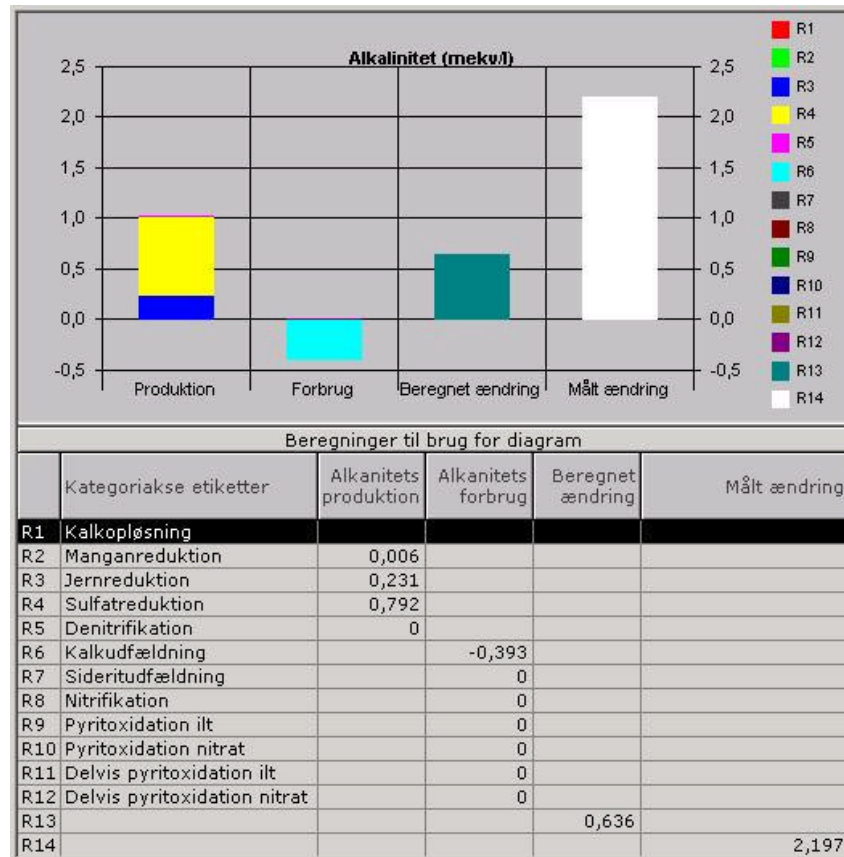 Alkalinitet (mekv/l)
2,5
2,0
1,5
1,0
0,5
0,0
-0,5
2,5
2,0
1,5
1,0
0,5
0,0
-0,5
Produktion Forbrug Beregnet ændring Målt ændring
R1
R2
R3
R4
R5
R6
R7
R8
R9
R10
R11
R12
R13
R14
Beregninger til brug for diagram
Kategoriakse etiketter Alkanitets produktion Alkanitets forbrug Beregnet ændring Målt ændring
R1 Kalkopløsning
R2 Manganreduktion 0,006
R3 Jernreduktion 0,231
R4 Sulfatreduktion 0,792
R5 Denitrifikation 0
R6 Kalkudfældning -0,393
R7 Sideritudfældning 0
R8 Nitrifikation 0
R9 Pyritoxidation ilt 0
R10 Pyritoxidation nitrat 0
R11 Delvis pyritoxidation ilt 0
R12 Delvis pyritoxidation nitrat 0
R13 0,636
R14 2,197